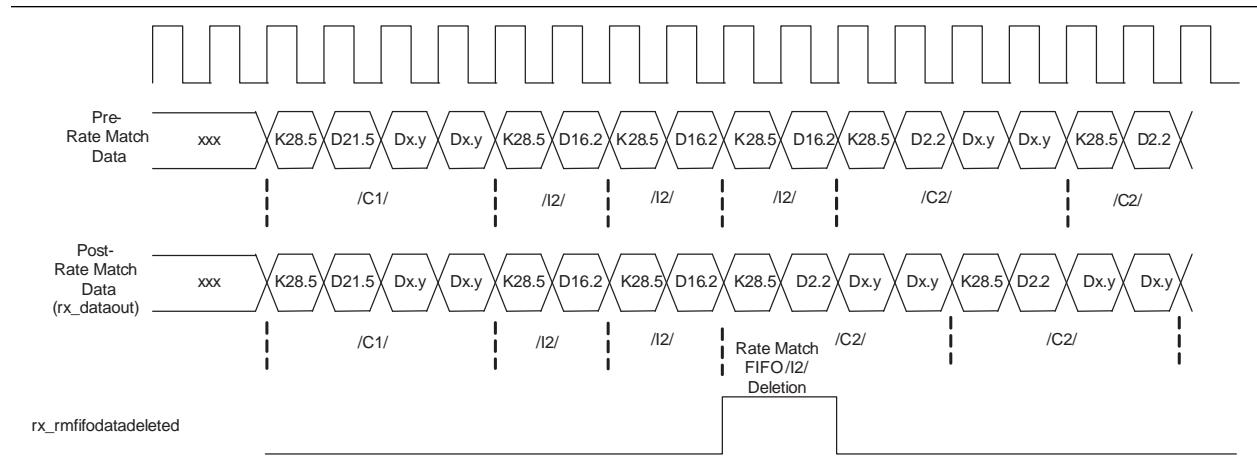 Pre-
Rate Match
Data
xxx K28.5 D21.5 Dx.y Dx.y K28.5 D16.2 K28.5 D16.2 K28.5 D16.2 K28.5 D2.2 Dx.y Dx.y K28.5 D2.2
/C1/ /I2/ /I2/ /I2/ /C2/ /C2/
Post-
Rate Match
Data
(rx_dataout)
xxx K28.5 D21.5 Dx.y Dx.y K28.5 D16.2 K28.5 D16.2 K28.5 D2.2 Dx.y Dx.y K28.5 D2.2 Dx.y Dx.y
/C1/ /I2/ /I2/ /C2/ /C2/
Rate Match
FIFO /I2/
Deletion
rx_rmfifodatadeleted